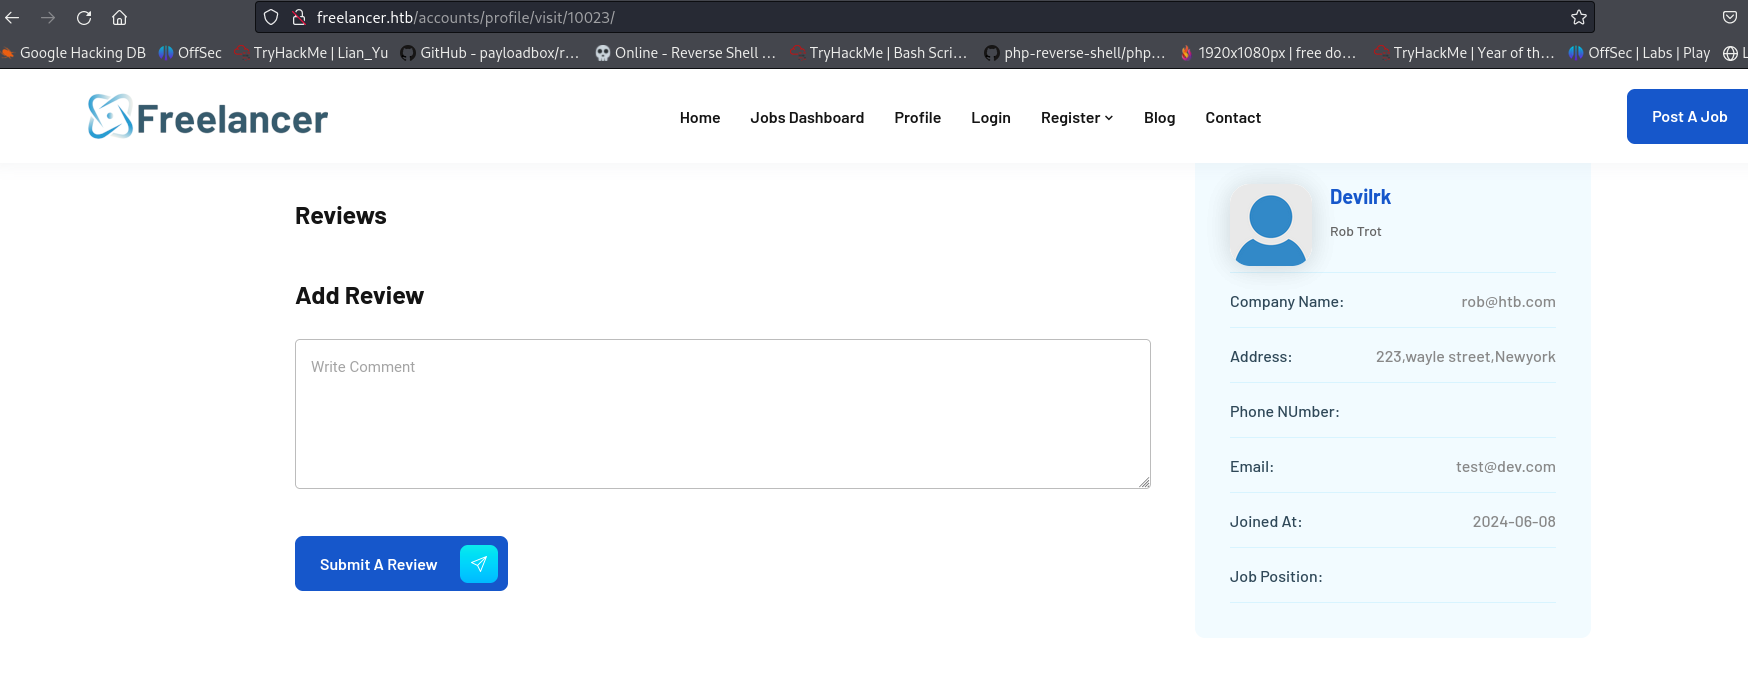 freelancer.htb/accounts/profile/visit/10023/
Google Hacking DB OffSec TryHackMe | Lian_Yu GitHub - payloadbox/r… Online - Reverse Shell … TryHackMe | Bash Scri… php-reverse-shell/php… 1920x1080px | free do… TryHackMe | Year of th… OffSec | Labs | Play L
Freelancer Home Jobs Dashboard Profile Login Register Blog Contact Post A Job
Reviews
Add Review
Write Comment
Submit A Review
Devilrk
Rob Trot
Company Name: rob@htb.com
Address: 223,wayle street,Newyork
Phone NUmber:
Email: test@dev.com
Joined At: 2024-06-08
Job Position: